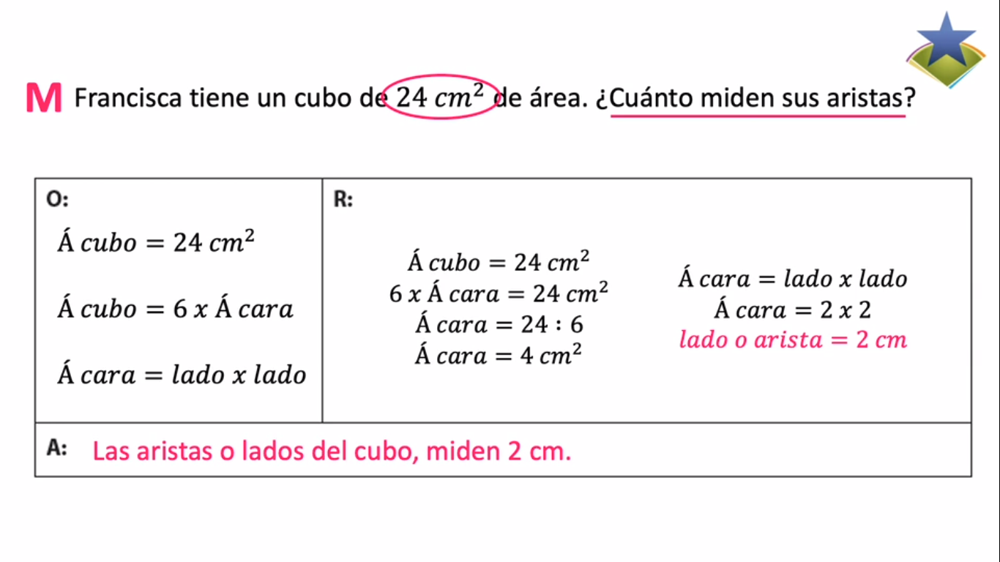 M Francisca tiene un cubo de 24 cm² de área. ¿Cuánto miden sus aristas?
O:
Á cubo = 24 cm²
Á cubo = 6 x Á cara
Á cara = lado x lado
R:
Á cubo = 24 cm²
6 x Á cara = 24 cm²
Á cara = 24 : 6
Á cara = 4 cm²
Á cara = lado x lado
Á cara = 2 x 2
lado o arista = 2 cm
A: Las aristas o lados del cubo, miden 2 cm.